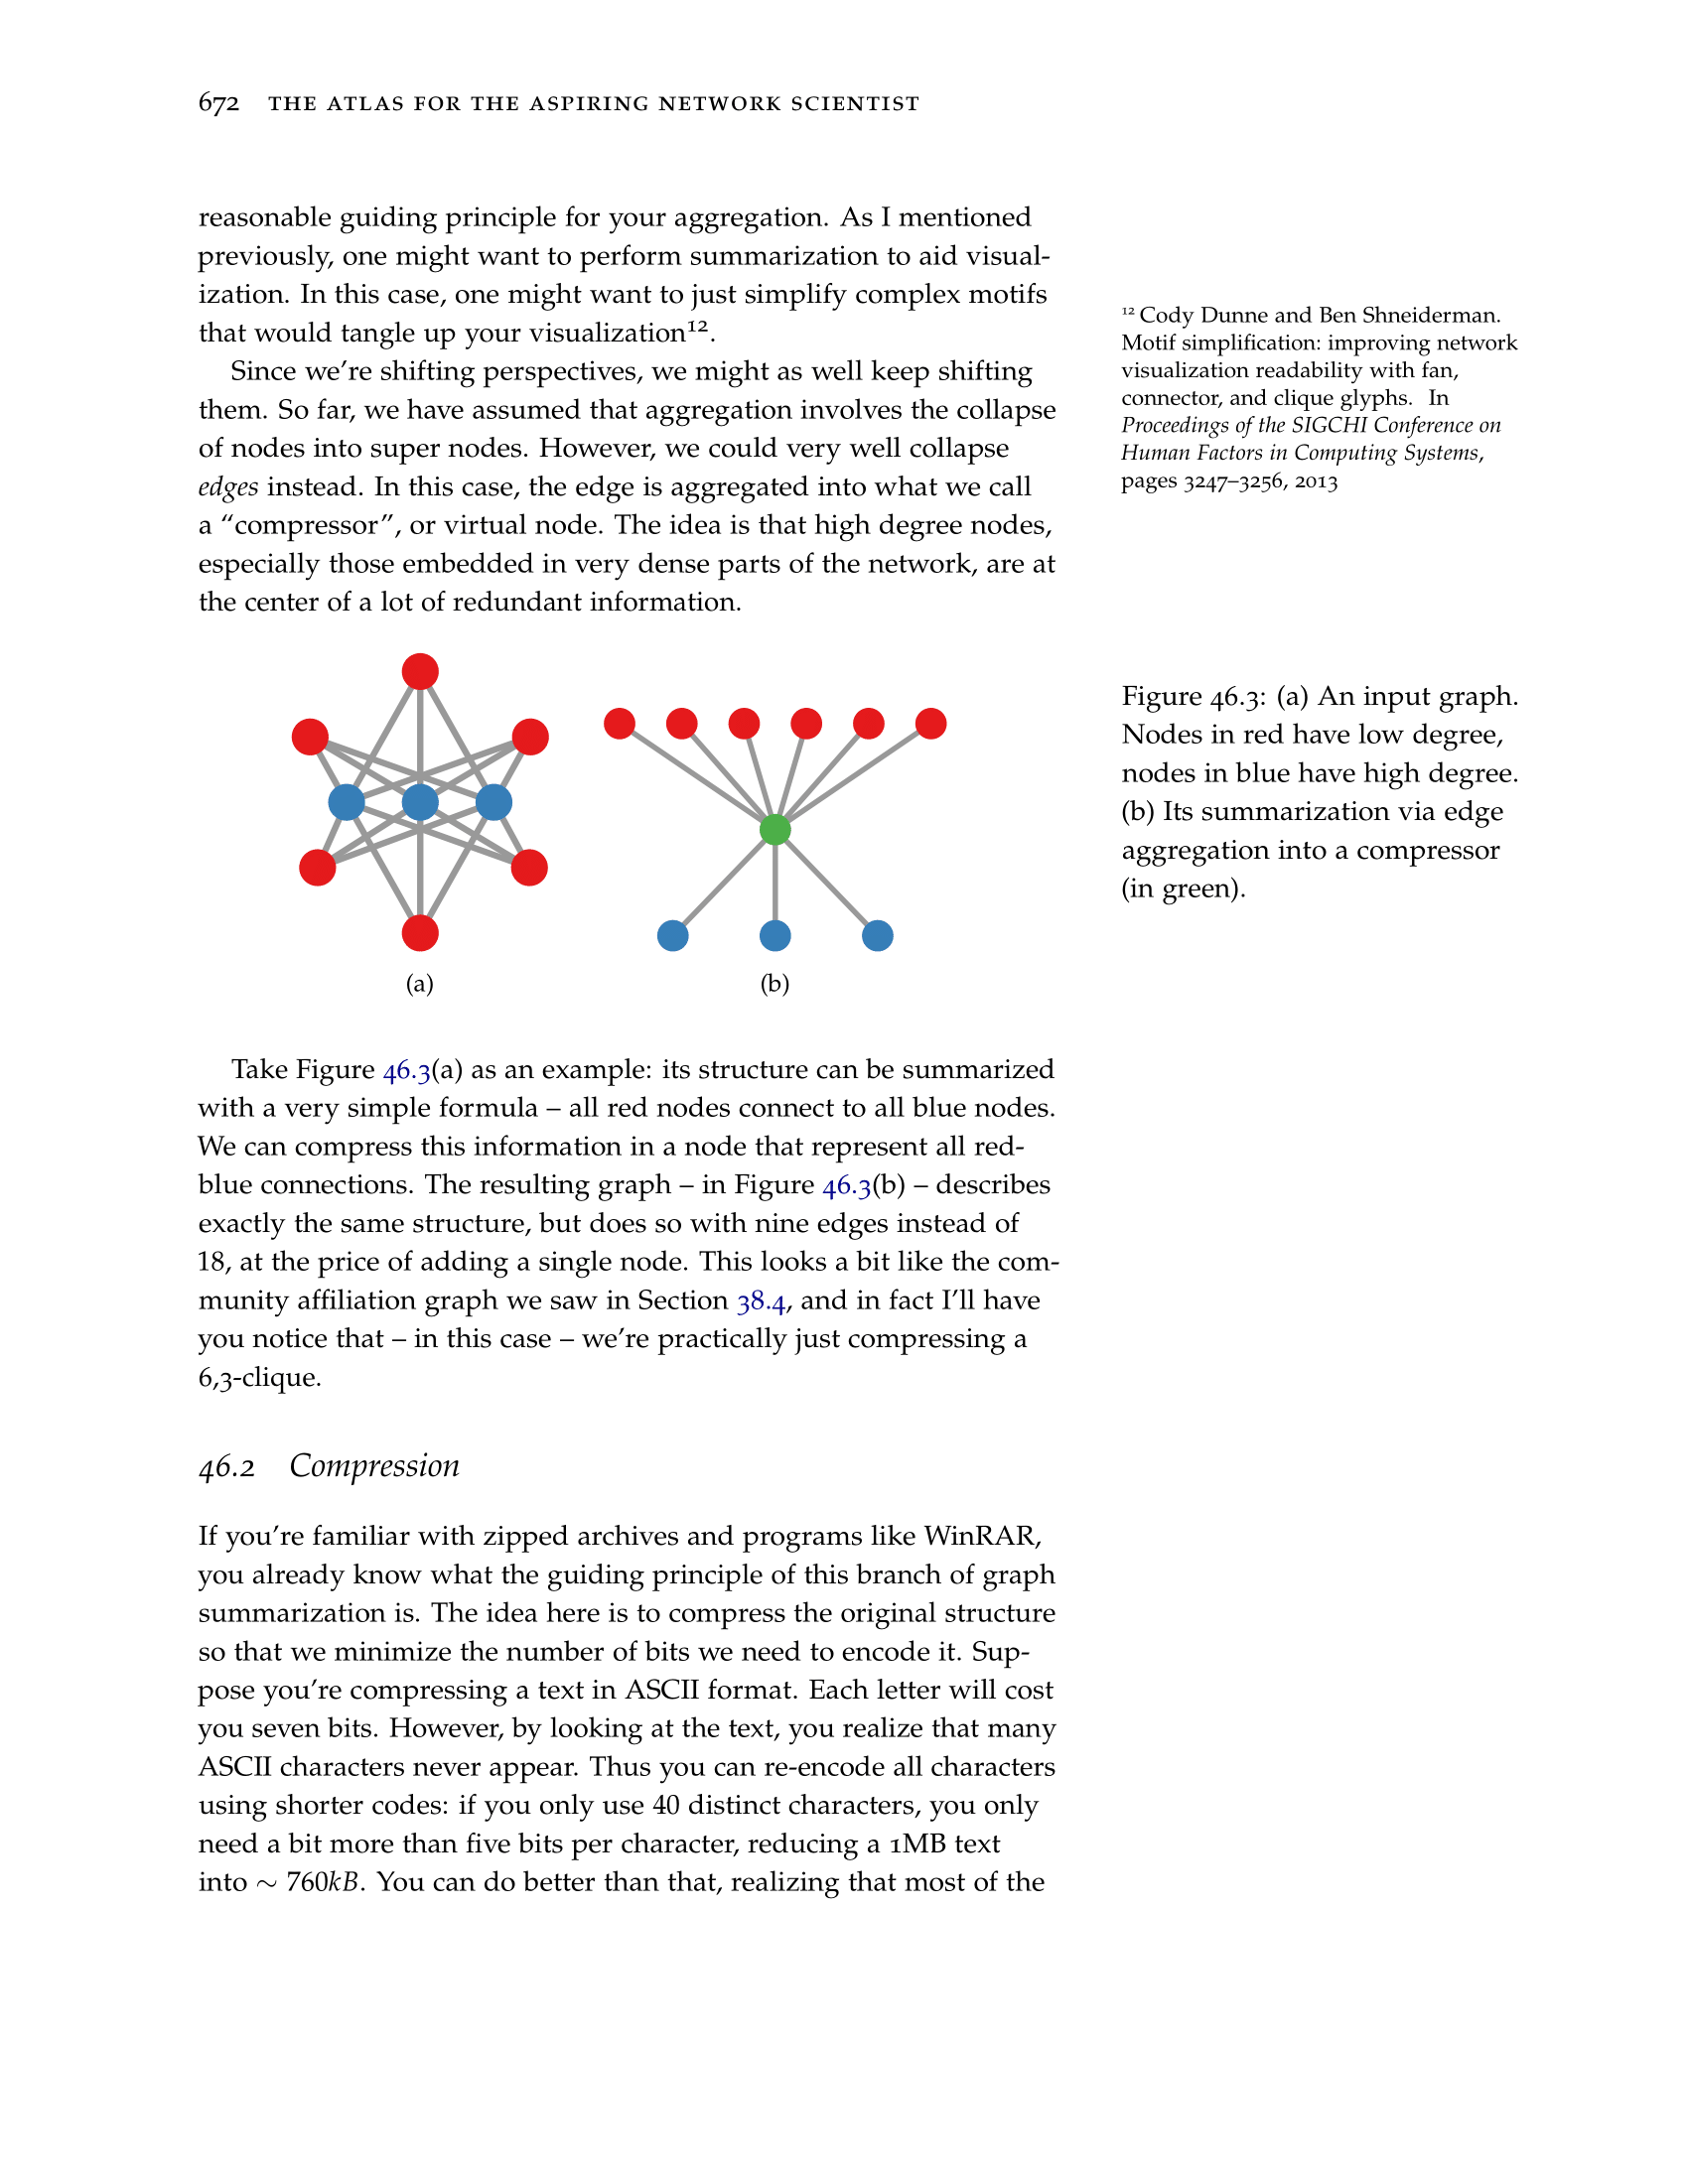 672 THE ATLAS FOR THE ASPIRING NETWORK SCIENTIST
reasonable guiding principle for your aggregation. As I mentioned
previously, one might want to perform summarization to aid visual-
ization. In this case, one might want to just simplify complex motifs
that would tangle up your visualization¹².
Since we’re shifting perspectives, we might as well keep shifting
them. So far, we have assumed that aggregation involves the collapse
of nodes into super nodes. However, we could very well collapse
edges instead. In this case, the edge is aggregated into what we call
a “compressor”, or virtual node. The idea is that high degree nodes,
especially those embedded in very dense parts of the network, are at
the center of a lot of redundant information.
¹² Cody Dunne and Ben Shneiderman.
Motif simplification: improving network
visualization readability with fan,
connector, and clique glyphs. In
Proceedings of the SIGCHI Conference on
Human Factors in Computing Systems,
pages 3247–3256, 2013
(a)
(b)
Figure 46.3: (a) An input graph.
Nodes in red have low degree,
nodes in blue have high degree.
(b) Its summarization via edge
aggregation into a compressor
(in green).
Take Figure 46.3(a) as an example: its structure can be summarized
with a very simple formula – all red nodes connect to all blue nodes.
We can compress this information in a node that represent all red-
blue connections. The resulting graph – in Figure 46.3(b) – describes
exactly the same structure, but does so with nine edges instead of
18, at the price of adding a single node. This looks a bit like the com-
munity affiliation graph we saw in Section 38.4, and in fact I’ll have
you notice that – in this case – we’re practically just compressing a
6,3-clique.
46.2 Compression
If you’re familiar with zipped archives and programs like WinRAR,
you already know what the guiding principle of this branch of graph
summarization is. The idea here is to compress the original structure
so that we minimize the number of bits we need to encode it. Sup-
pose you’re compressing a text in ASCII format. Each letter will cost
you seven bits. However, by looking at the text, you realize that many
ASCII characters never appear. Thus you can re-encode all characters
using shorter codes: if you only use 40 distinct characters, you only
need a bit more than five bits per character, reducing a 1MB text
into ∼ 760kB. You can do better than that, realizing that most of the